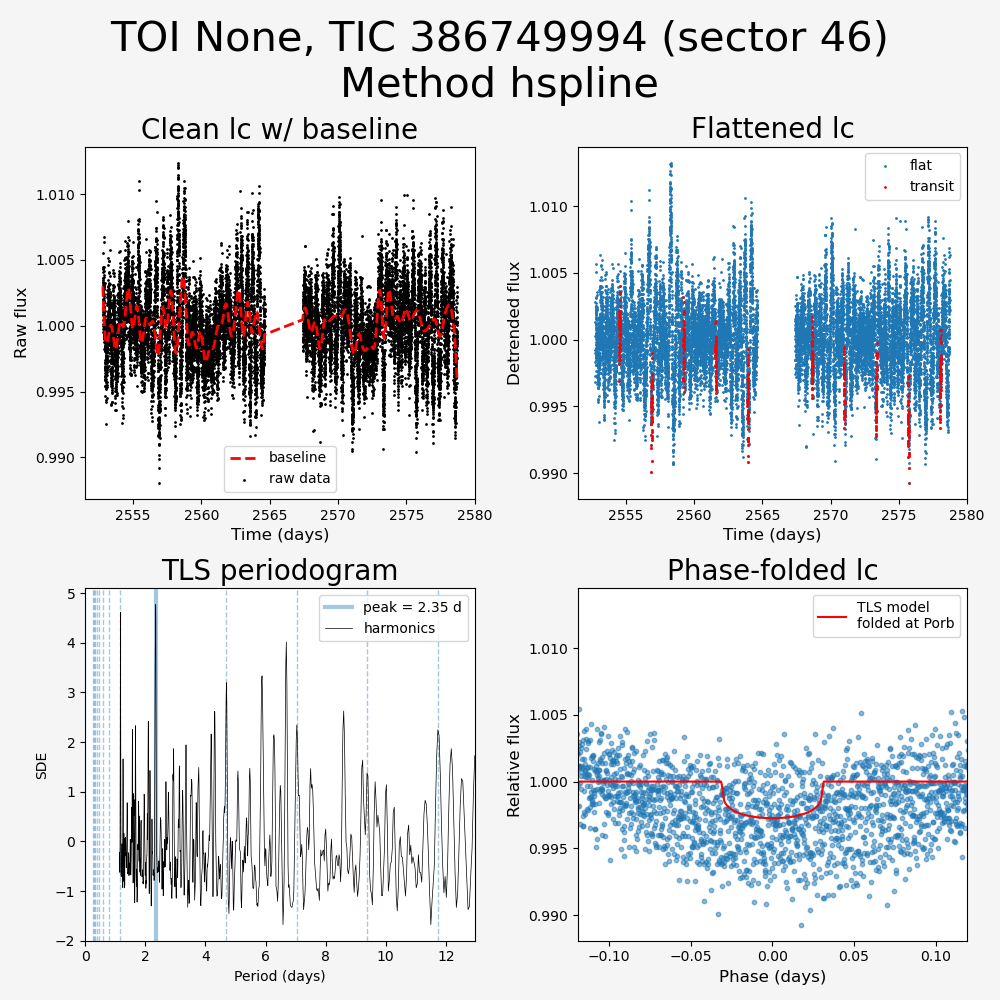 TOI None, TIC 386749994 (sector 46)
Method hspline
Clean lc w/ baseline
Raw flux
1.010
1.005
1.000
0.995
0.990
baseline
raw data
2555
2560
2565
2570
2575
2580
Time (days)
Flattened lc
Detrended flux
1.010
1.005
1.000
0.995
0.990
flat
transit
2555
2560
2565
2570
2575
2580
Time (days)
TLS periodogram
SDE
5
4
3
2
1
0
−1
−2
peak = 2.35 d
harmonics
0
2
4
6
8
10
12
Period (days)
Phase-folded lc
Relative flux
1.010
1.005
1.000
0.995
0.990
TLS model
folded at Porb
−0.10
−0.05
0.00
0.05
0.10
Phase (days)